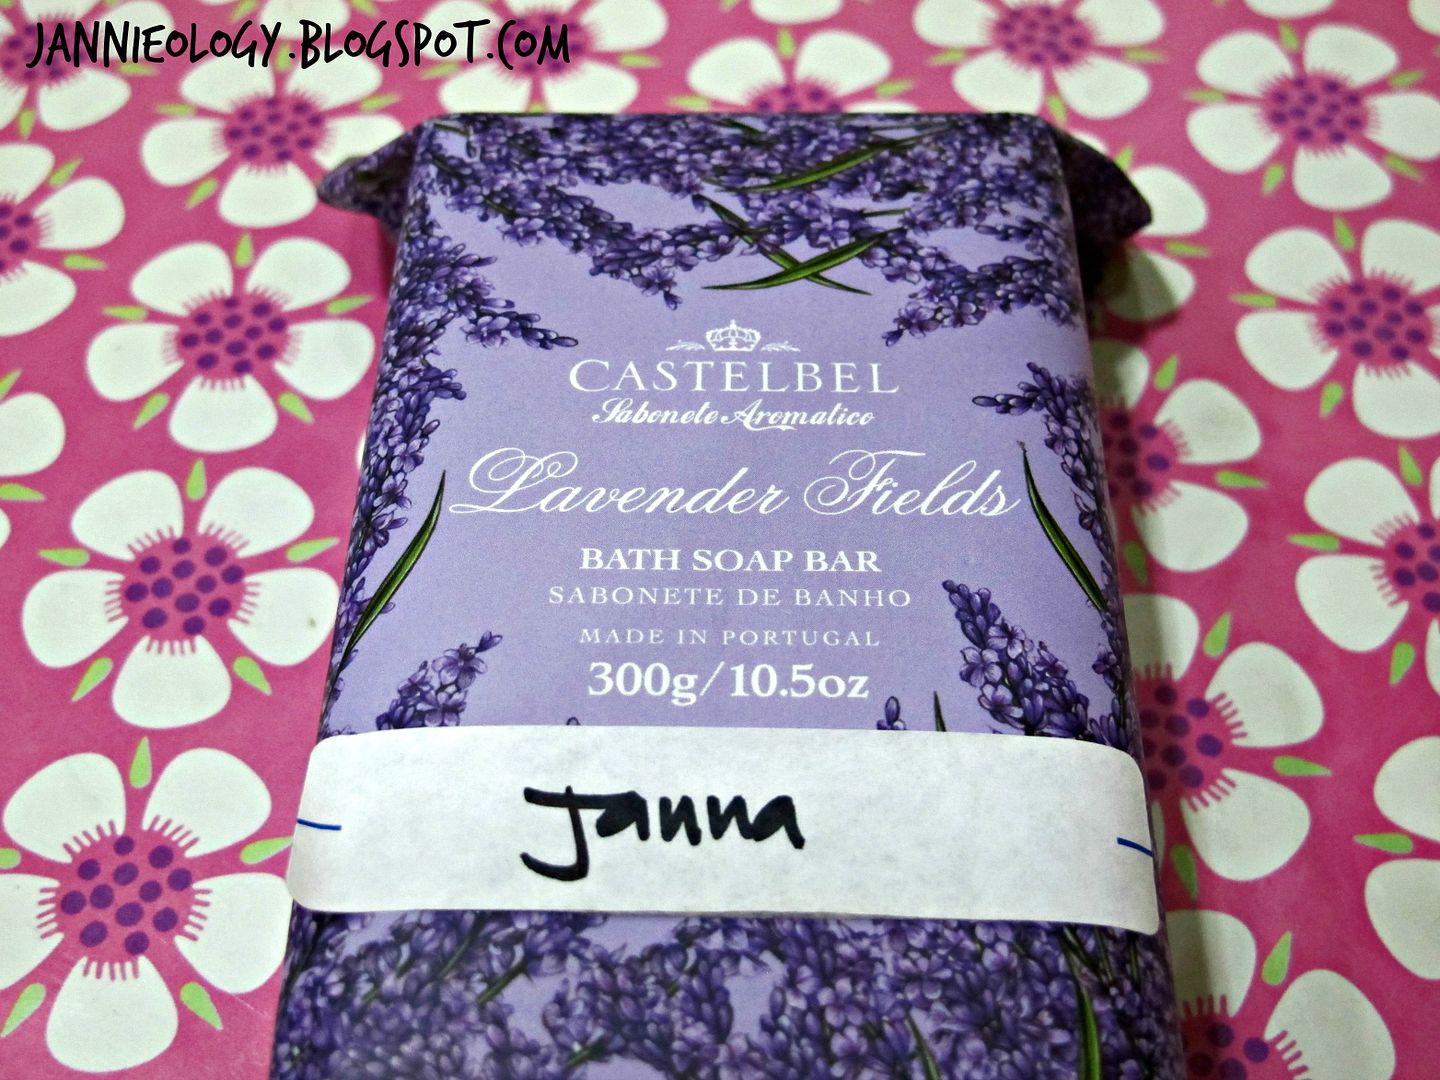 JANNIEOLOGY.BLOGSPOT.COM
CASTELBEL
Sabonete Aromatico
Lavender Fields
BATH SOAP BAR
SABONETE DE BANHO
MADE IN PORTUGAL
300g/10.5oz
Janna